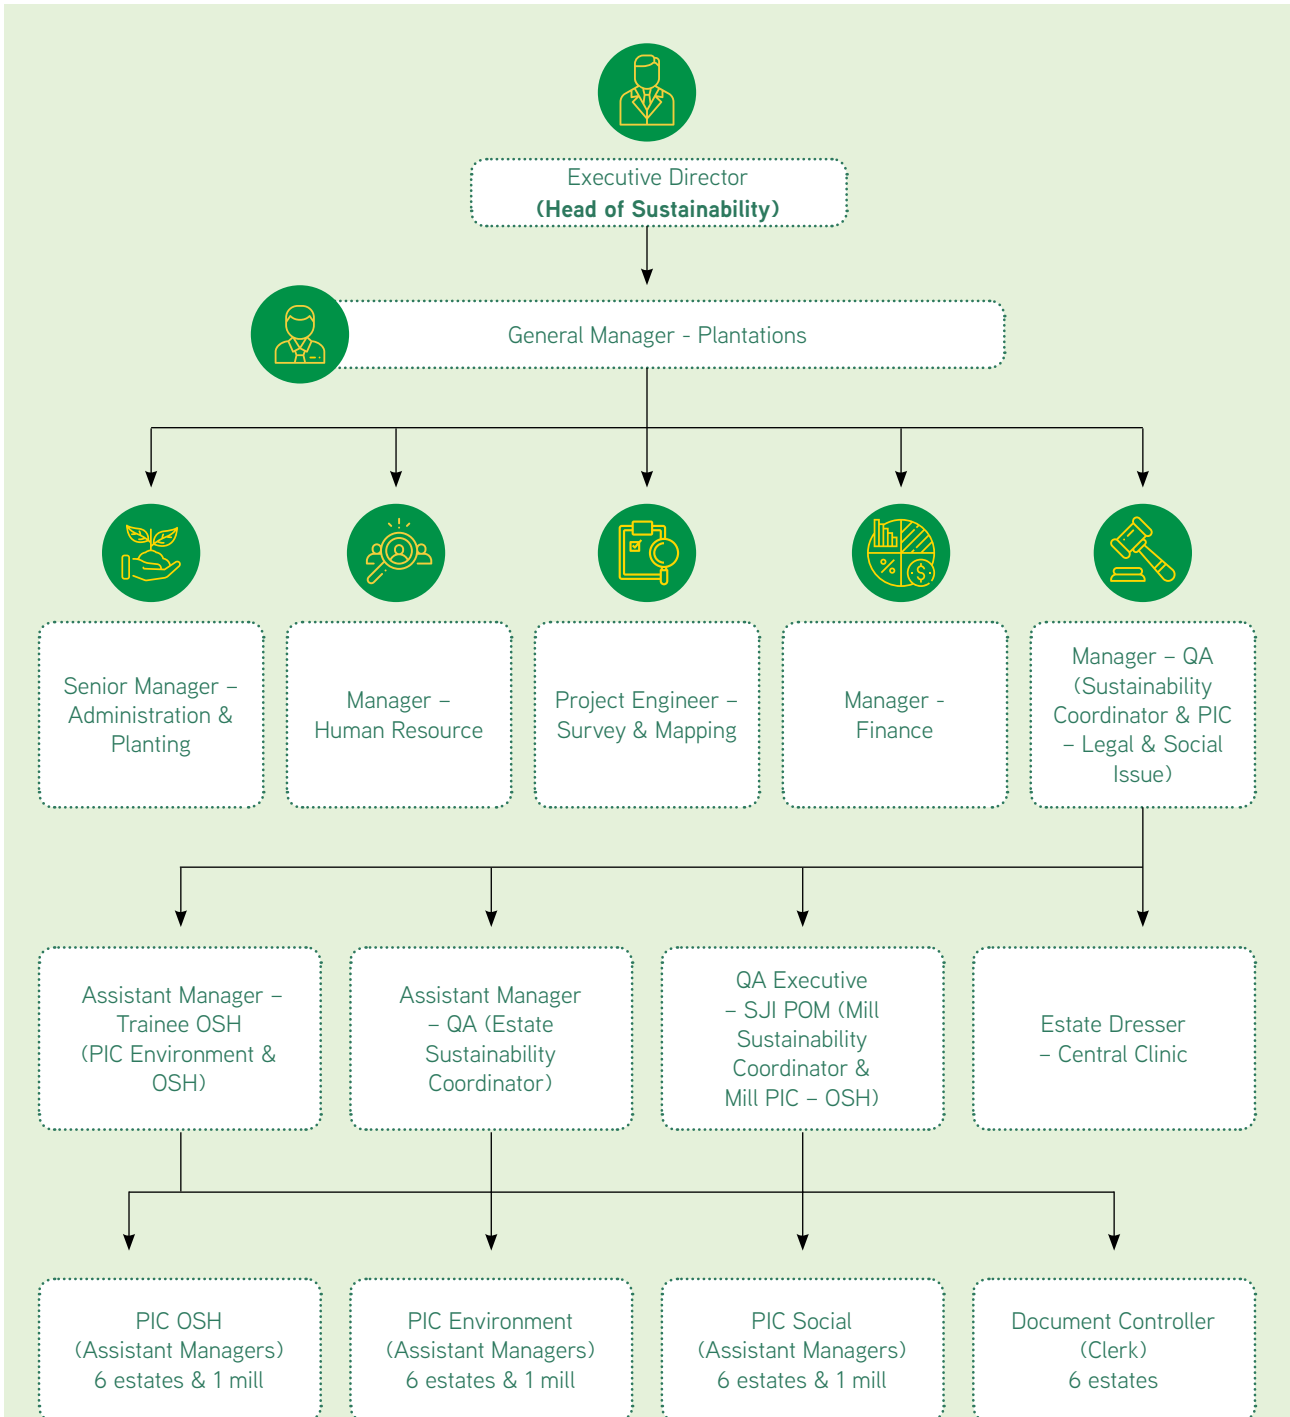 Executive Director
(Head of Sustainability)
General Manager - Plantations
Senior Manager –
Administration &
Planting
Manager –
Human Resource
Project Engineer –
Survey & Mapping
Manager -
Finance
Manager – QA
(Sustainability
Coordinator & PIC
– Legal & Social
Issue)
Assistant Manager –
Trainee OSH
(PIC Environment &
OSH)
Assistant Manager
– QA (Estate
Sustainability
Coordinator)
QA Executive
– SJI POM (Mill
Sustainability
Coordinator &
Mill PIC – OSH)
Estate Dresser
– Central Clinic
PIC OSH
(Assistant Managers)
6 estates & 1 mill
PIC Environment
(Assistant Managers)
6 estates & 1 mill
PIC Social
(Assistant Managers)
6 estates & 1 mill
Document Controller
(Clerk)
6 estates